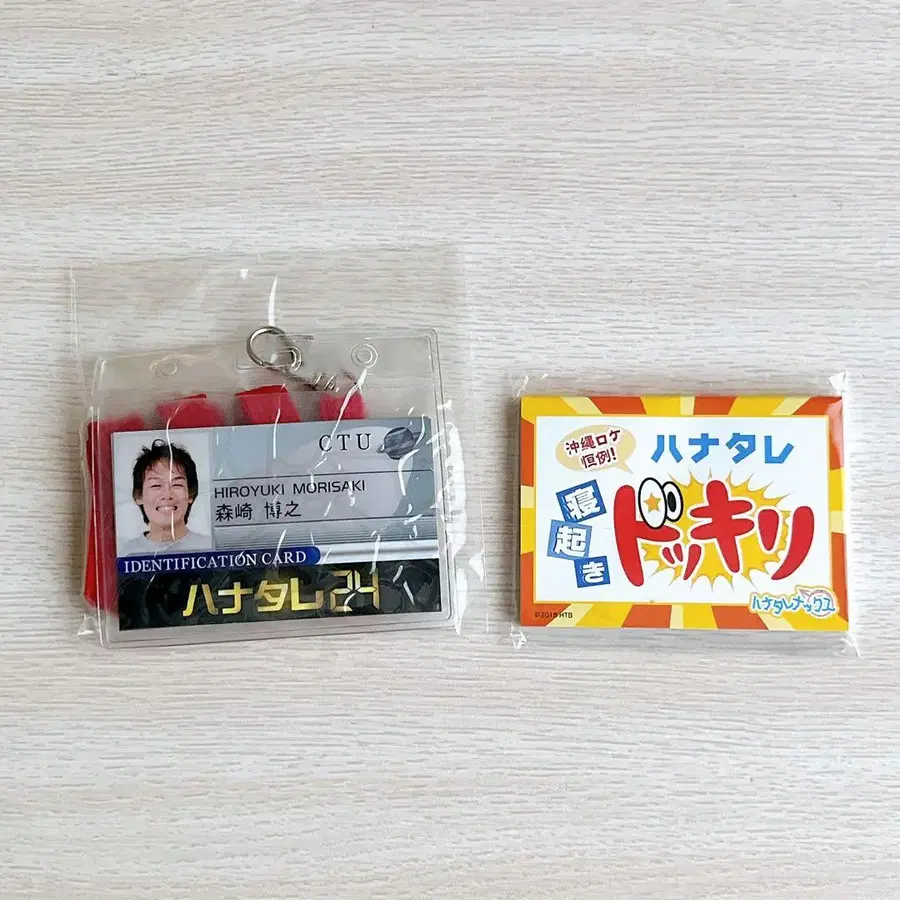 CTU
HIROYUKI MORISAKI
森崎 博之
IDENTIFICATION CARD
ハナタレ24
沖縄ロケ
恒例!
ハナタレ
寝起き
ドッキリ
ハナタレナックス
©2018 HTB